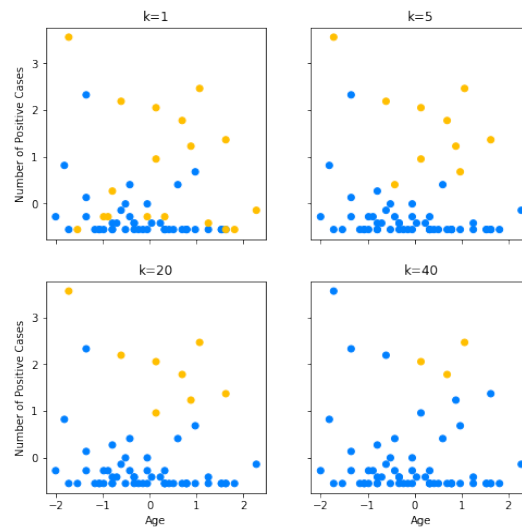 k=1
k=5
Number of Positive Cases
3
2
1
0
k=20
k=40
Number of Positive Cases
3
2
1
0
−2 −1 0 1 2
−2 −1 0 1 2
Age
Age